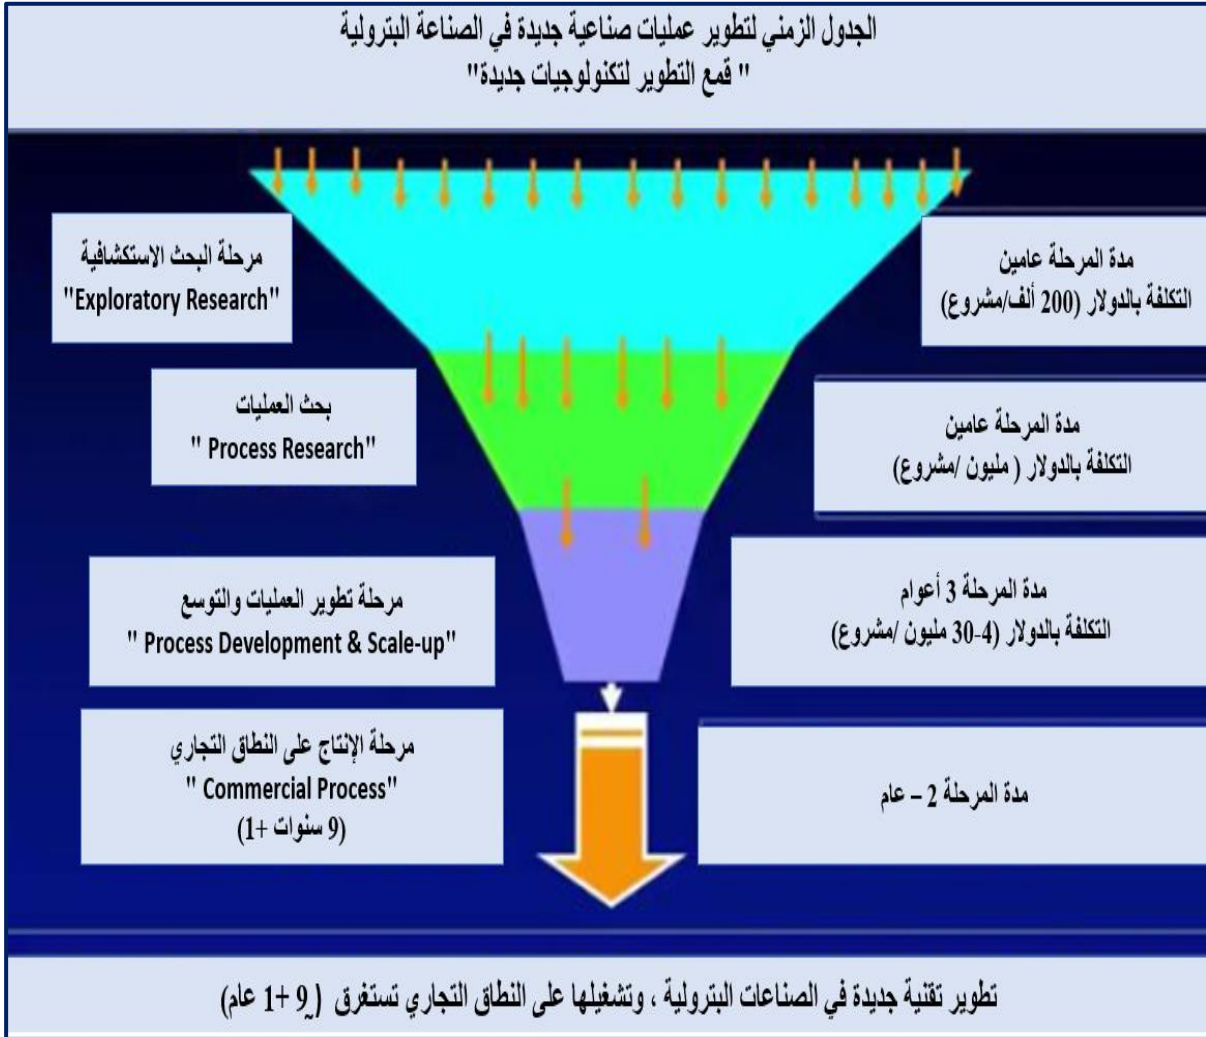 الجدول الزمني لتطوير عمليات صناعية جديدة في الصناعة البترولية
" قمع التطوير لتكنولوجيات جديدة"
مرحلة البحث الاستكشافية
"Exploratory Research"
مدة المرحلة عامين
التكلفة بالدولار (200 ألف/مشروع)
بحث العمليات
" Process Research"
مدة المرحلة عامين
التكلفة بالدولار ( مليون /مشروع)
مرحلة تطوير العمليات والتوسع
" Process Development & Scale-up"
مدة المرحلة 3 أعوام
التكلفة بالدولار (4-30 مليون /مشروع)
مرحلة الإنتاج على النطاق التجاري
" Commercial Process"
(9 سنوات +1)
مدة المرحلة 2 – عام
تطوير تقنية جديدة في الصناعات البترولية ، وتشغيلها على النطاق التجاري تستغرق (~9 +1 عام)